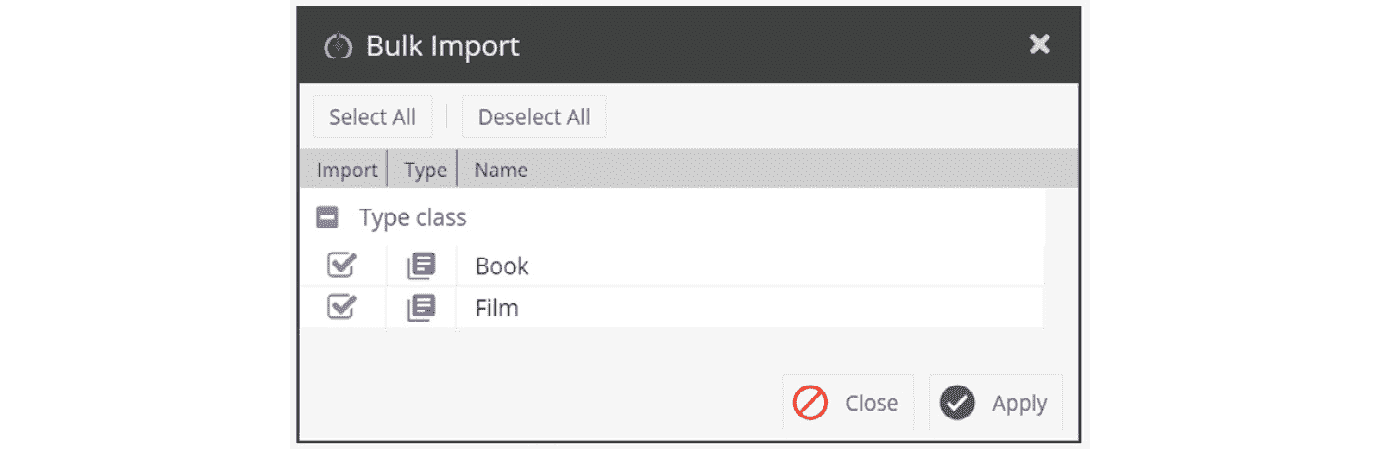 Bulk Import
Select All Deselect All
Import Type Name
Type class
Book
Film
Close Apply